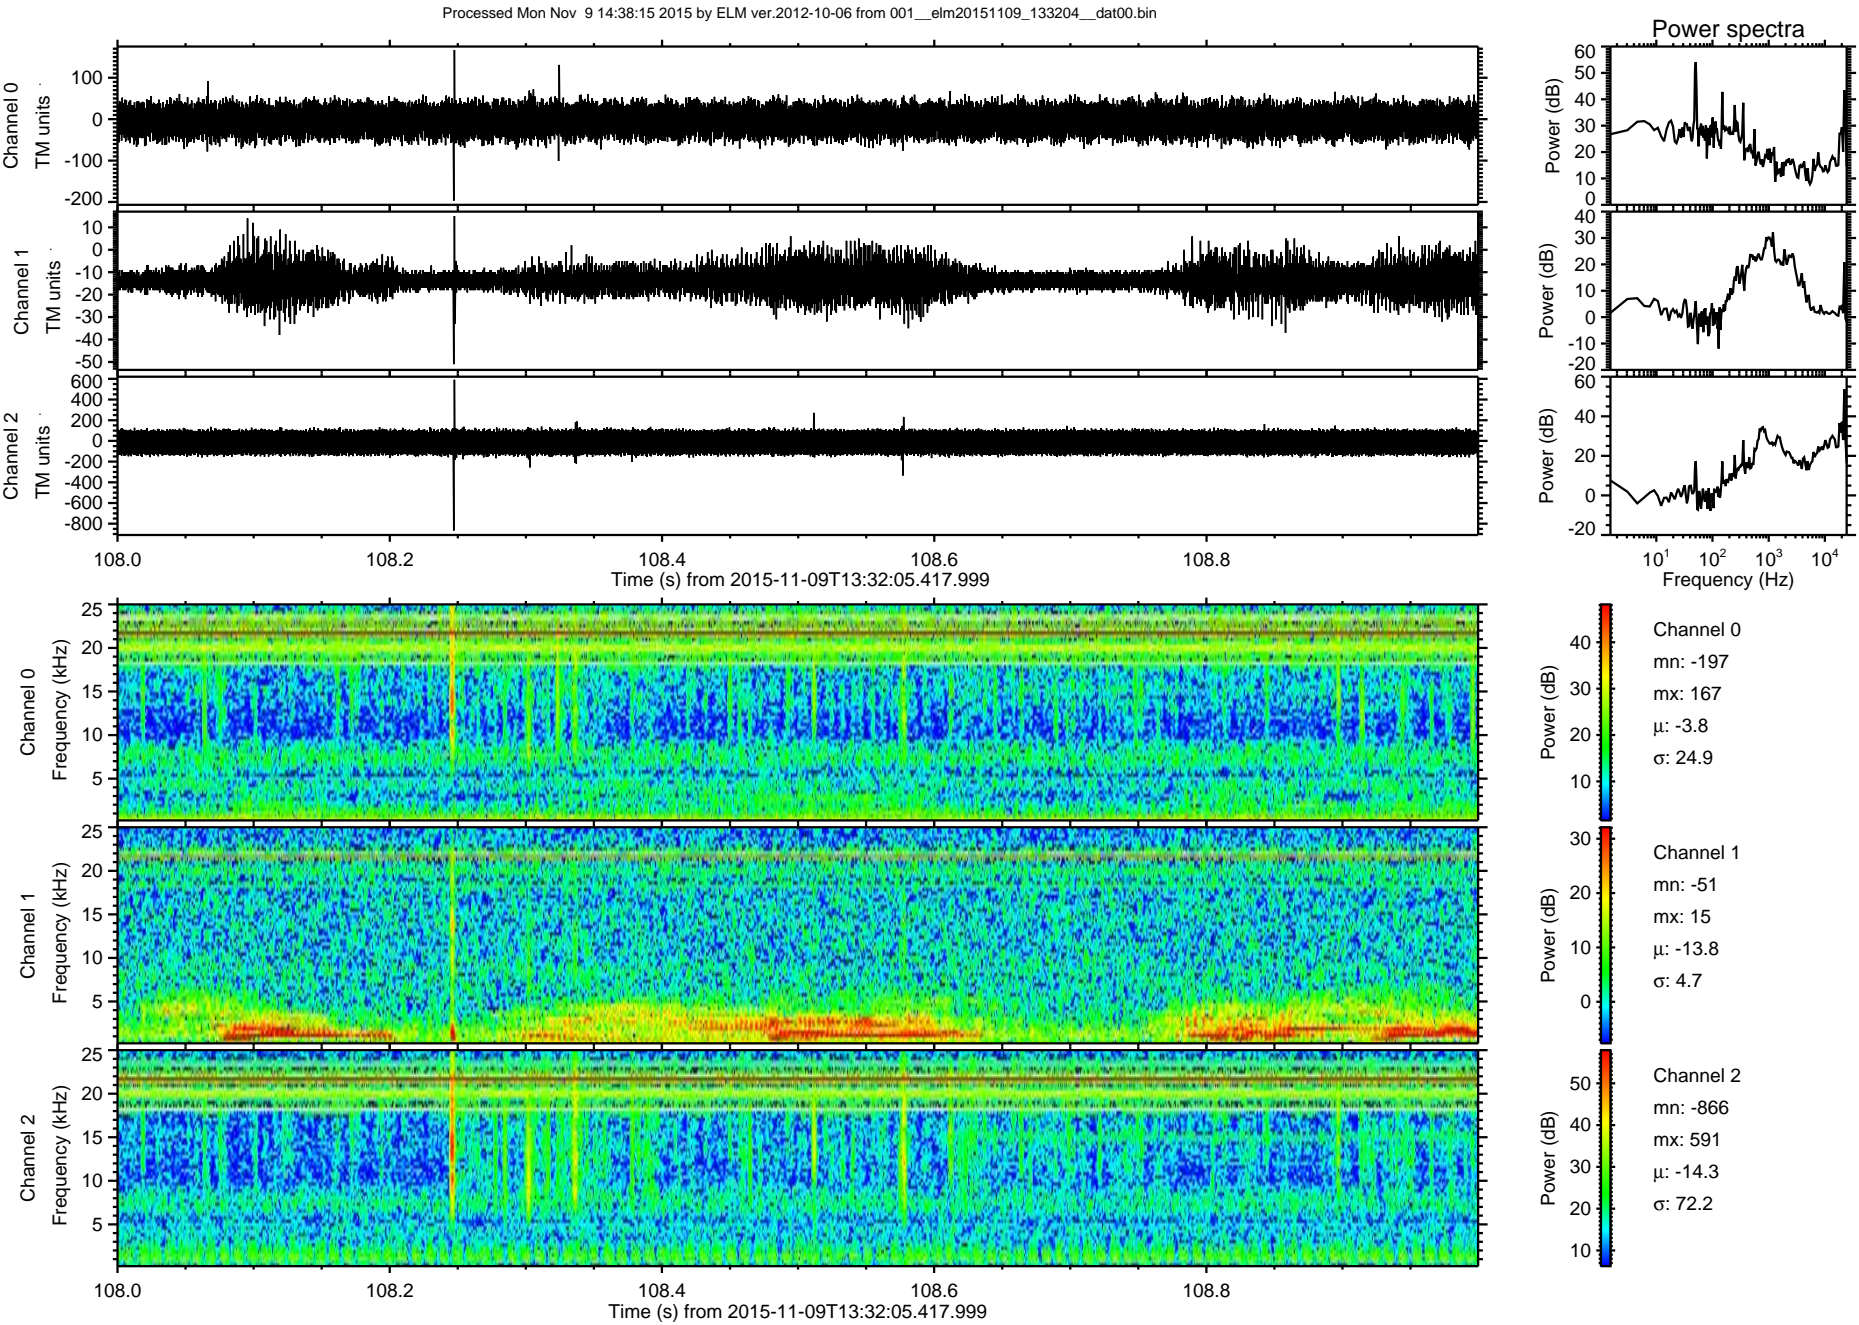 Processed Mon Nov  9 14:38:15 2015 by ELM ver.2012-10-06 from 001__elm20151109_133204__dat00.bin
Power spectra
Channel 0
TM units
100
0
-100
-200
Power (dB)
60
50
40
30
20
10
0
Channel 1
TM units
10
0
-10
-20
-30
-40
-50
Power (dB)
40
30
20
10
0
-10
-20
Channel 2
TM units
600
400
200
0
-200
-400
-600
-800
Power (dB)
60
40
20
0
-20
108.0 108.2 108.4 108.6 108.8
Time (s) from 2015-11-09T13:32:05.417.999
10¹ 10² 10³ 10⁴
Frequency (Hz)
Channel 0
Frequency (kHz)
25
20
15
10
5
Power (dB)
40
30
20
10
Channel 0
mn: -197
mx: 167
μ: -3.8
σ: 24.9
Channel 1
Frequency (kHz)
25
20
15
10
5
Power (dB)
30
20
10
0
Channel 1
mn: -51
mx: 15
μ: -13.8
σ: 4.7
Channel 2
Frequency (kHz)
25
20
15
10
5
Power (dB)
50
40
30
20
10
Channel 2
mn: -866
mx: 591
μ: -14.3
σ: 72.2
108.0 108.2 108.4 108.6 108.8
Time (s) from 2015-11-09T13:32:05.417.999